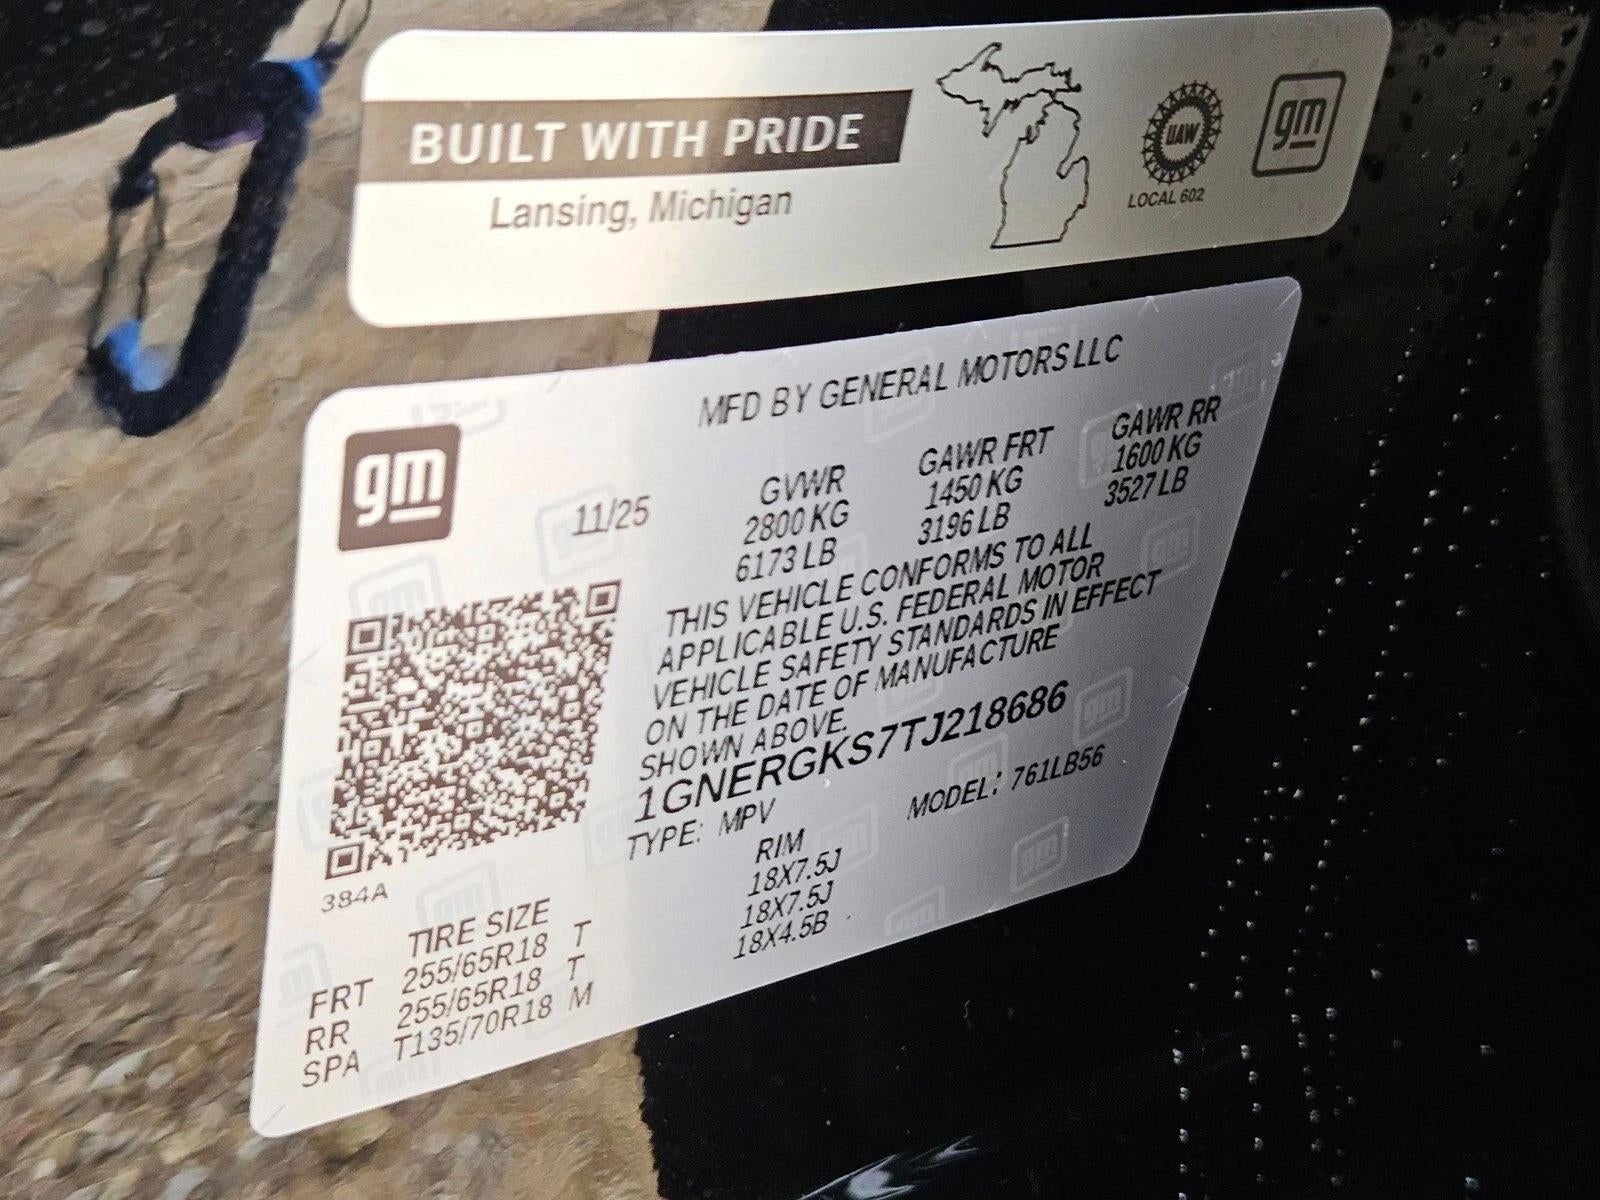 BUILT WITH PRIDE
Lansing, Michigan
UAW
LOCAL 602
gm
MFD BY GENERAL MOTORS LLC
gm
11/25
GVWR GAWR FRT GAWR RR
2800 KG 1450 KG 1600 KG
6173 LB 3196 LB 3527 LB
THIS VEHICLE CONFORMS TO ALL
APPLICABLE U.S. FEDERAL MOTOR
VEHICLE SAFETY STANDARDS IN EFFECT
ON THE DATE OF MANUFACTURE
SHOWN ABOVE.
1GNERGKS7TJ218686
TYPE: MPV MODEL: 761LB56
384A
TIRE SIZE RIM
FRT 255/65R18 T 18X7.5J
RR 255/65R18 T 18X7.5J
SPA T135/70R18 M 18X4.5B